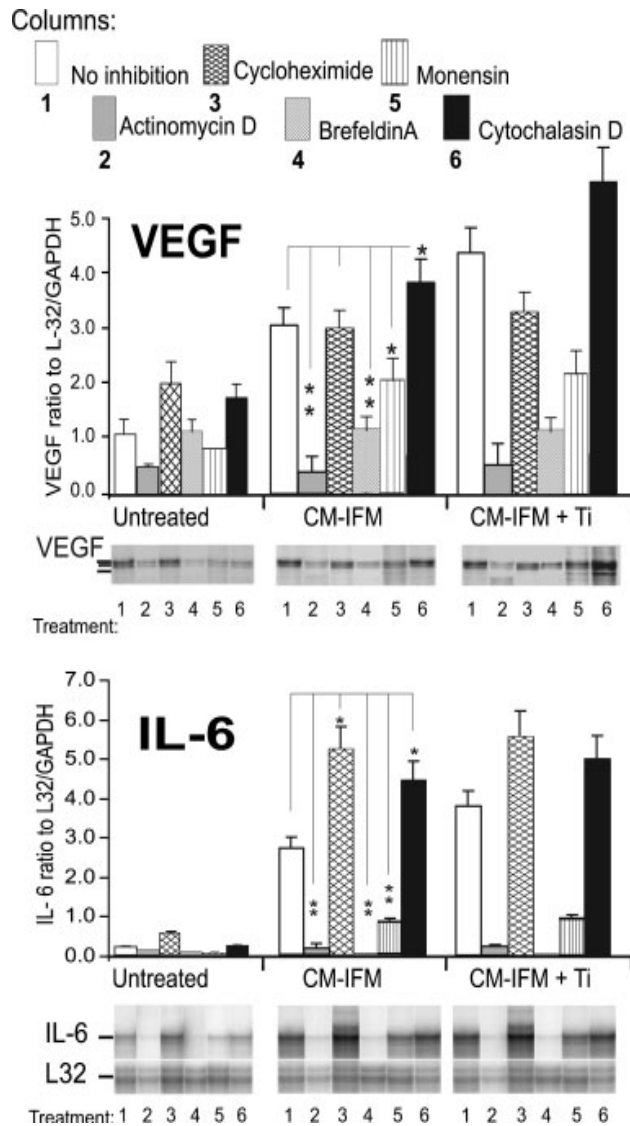 Columns:
No inhibition Cycloheximide Monensin
1 3 5
Actinomycin D BrefeldinA Cytochalasin D
2 4 6
VEGF ratio to L-32/GAPDH
VEGF
5.0
4.0
3.0
2.0
1.0
0.0
* * * * * *
Untreated CM-IFM CM-IFM + Ti
VEGF
1 2 3 4 5 6 1 2 3 4 5 6 1 2 3 4 5 6
Treatment:
IL- 6 ratio to L32/GAPDH
IL-6
7.0
6.0
5.0
4.0
3.0
2.0
1.0
0.0
* * ** ** **
Untreated CM-IFM CM-IFM + Ti
IL-6
L32
Treatment: 1 2 3 4 5 6 1 2 3 4 5 6 1 2 3 4 5 6